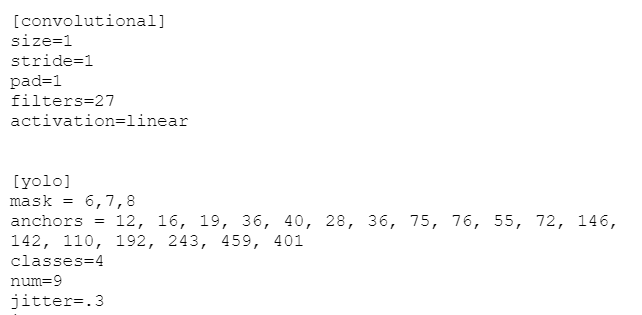 [convolutional]
size=1
stride=1
pad=1
filters=27
activation=linear
[yolo]
mask = 6,7,8
anchors = 12, 16, 19, 36, 40, 28, 36, 75, 76, 55, 72, 146,
142, 110, 192, 243, 459, 401
classes=4
num=9
jitter=.3